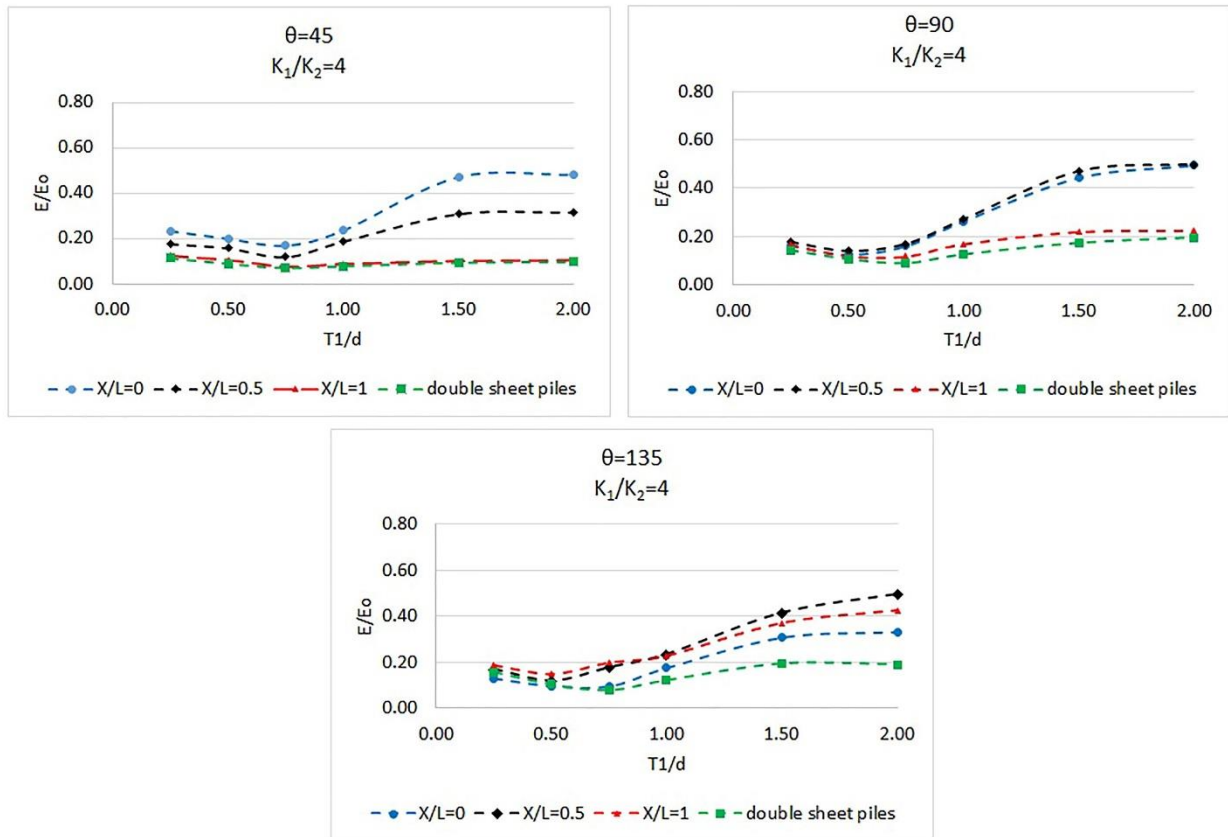 θ=45
K₁/K₂=4
0.80
0.60
0.40
0.20
0.00
E/Eo
0.00 0.50 1.00 1.50 2.00
T1/d
X/L=0 X/L=0.5 X/L=1 double sheet piles
θ=90
K₁/K₂=4
0.80
0.60
0.40
0.20
0.00
E/Eo
0.00 0.50 1.00 1.50 2.00
T1/d
X/L=0 X/L=0.5 X/L=1 double sheet piles
θ=135
K₁/K₂=4
0.80
0.60
0.40
0.20
0.00
E/Eo
0.00 0.50 1.00 1.50 2.00
T1/d
X/L=0 X/L=0.5 X/L=1 double sheet piles